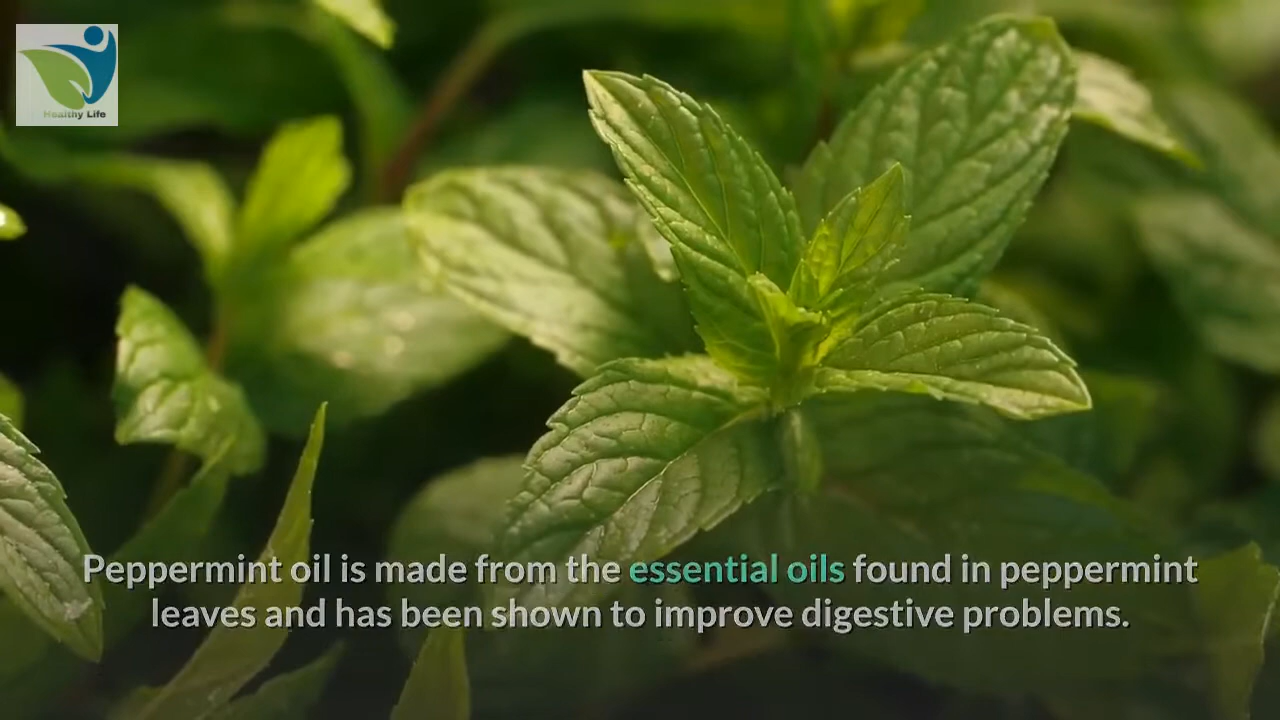 Healthy Life
Peppermint oil is made from the essential oils found in peppermint
leaves and has been shown to improve digestive problems.